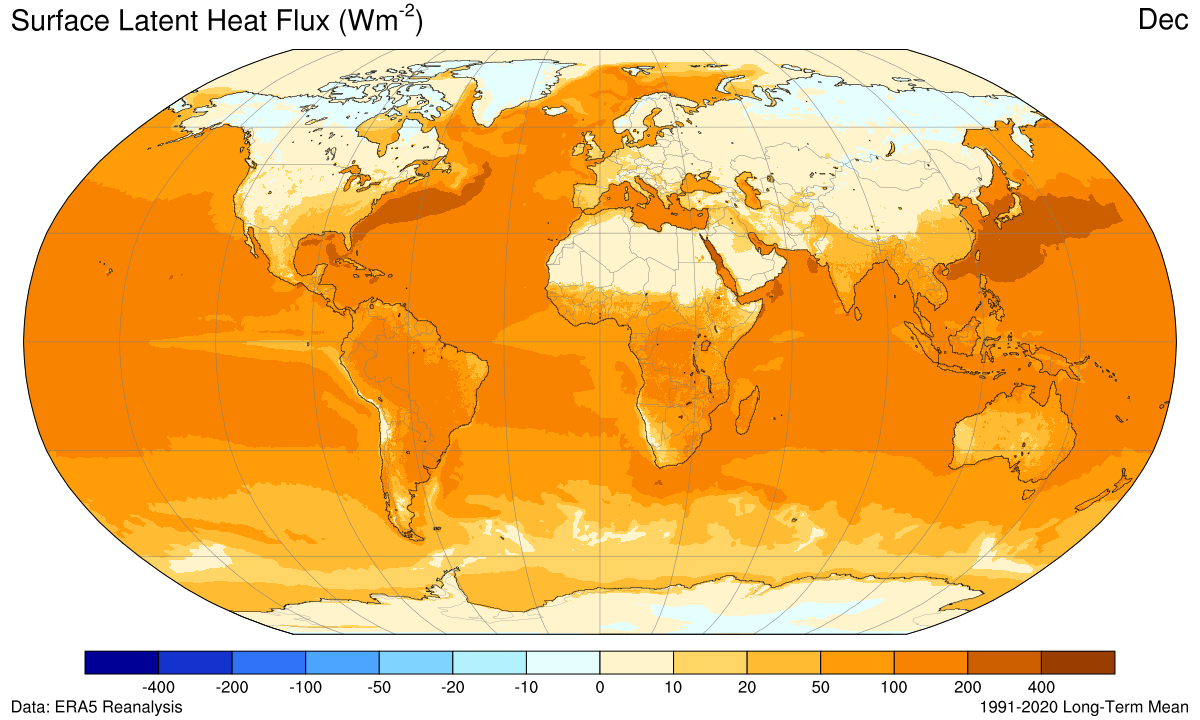 Surface Latent Heat Flux (Wm-2) Dec
-400 -200 -100 -50 -20 -10 0 10 20 50 100 200 400
Data: ERA5 Reanalysis 1991-2020 Long-Term Mean